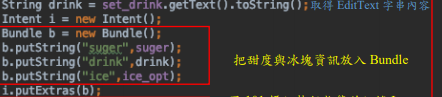 String drink = set_drink.getText().toString();取得 EditText 字串內容
Intent i = new Intent();
Bundle b = new Bundle();
b.putString("suger",suger);
b.putString("drink",drink);
把甜度與冰塊資訊放入 Bundle
b.putString("ice",ice_opt);
i.putExtras(b);